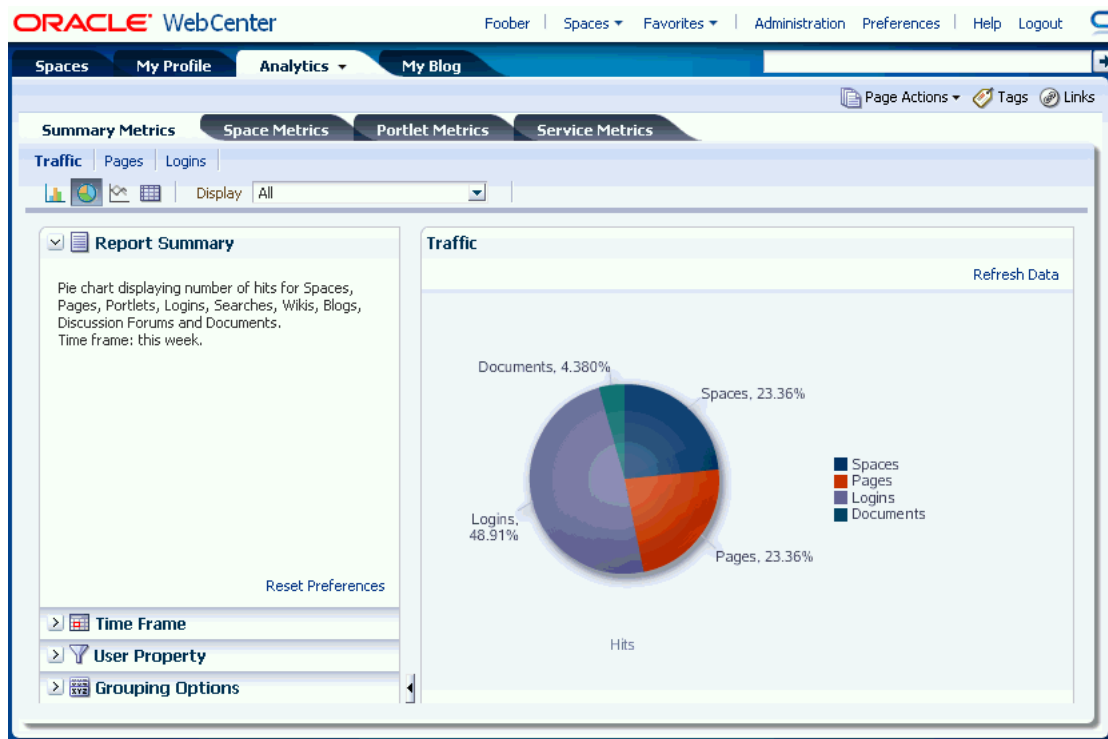 ORACLE WebCenter
Foober Spaces Favorites Administration Preferences Help Logout
Spaces My Profile Analytics My Blog
Page Actions Tags Links
Summary Metrics Space Metrics Portlet Metrics Service Metrics
Traffic Pages Logins
Display All
Report Summary
Pie chart displaying number of hits for Spaces,
Pages, Portlets, Logins, Searches, Wikis, Blogs,
Discussion Forums and Documents.
Time frame: this week.
Reset Preferences
Time Frame
User Property
Grouping Options
Traffic
Refresh Data
Documents, 4.380%
Spaces, 23.36%
Logins,
48.91%
Pages, 23.36%
Spaces
Pages
Logins
Documents
Hits